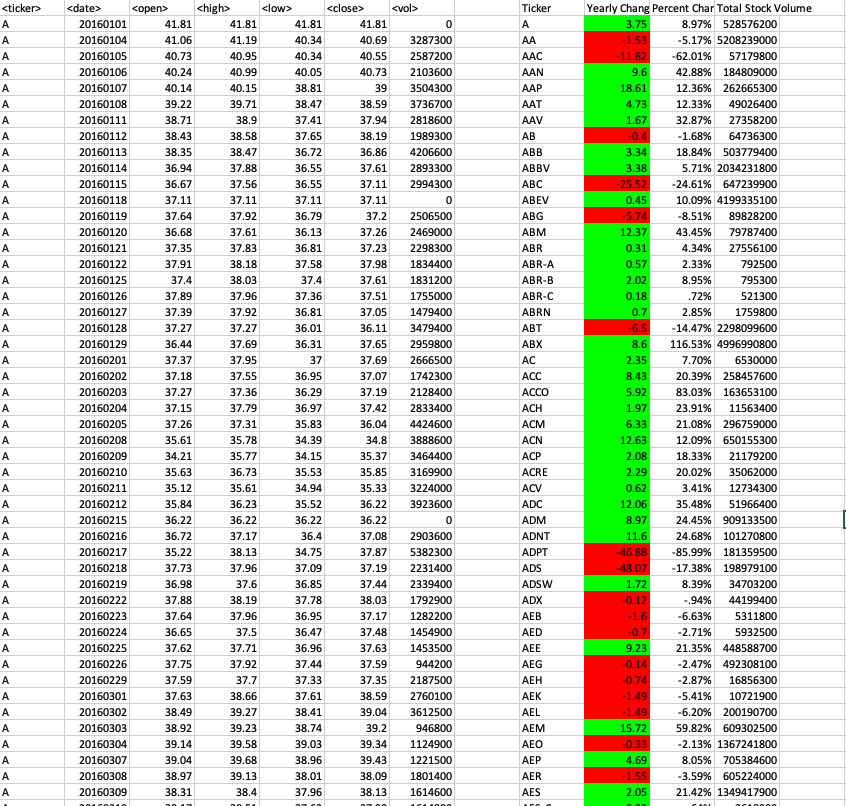 <ticker> <date> <open> <high> <low> <close> <vol> Ticker Yearly Chang Percent Char Total Stock Volume
A 20160101 41.81 41.81 41.81 41.81 0 A 3.75 8.97% 528576200
A 20160104 41.06 41.19 40.34 40.69 3287300 AA -1.53 -5.17% 5208239000
A 20160105 40.73 40.95 40.34 40.55 2587200 AAC -11.82 -62.01% 57179800
A 20160106 40.24 40.99 40.05 40.73 2103600 AAN 9.6 42.88% 184809000
A 20160107 40.14 40.15 38.81 39 3504300 AAP 18.61 12.36% 262665300
A 20160108 39.22 39.71 38.47 38.59 3736700 AAT 4.73 12.33% 49026400
A 20160111 38.71 38.9 37.41 37.94 2818600 AAV 1.67 32.87% 27358200
A 20160112 38.43 38.58 37.65 38.19 1989300 AB -0.4 -1.68% 64736300
A 20160113 38.35 38.47 36.72 36.86 4206600 ABB 3.34 18.84% 503779400
A 20160114 36.94 37.88 36.55 37.61 2893300 ABBV 3.38 5.71% 2034231800
A 20160115 36.67 37.56 36.55 37.11 2994300 ABC -25.52 -24.61% 647239900
A 20160118 37.11 37.11 37.11 37.11 0 ABEV 0.45 10.09% 4199335100
A 20160119 37.64 37.92 36.79 37.2 2506500 ABG -5.74 -8.51% 89828200
A 20160120 36.68 37.61 36.13 37.26 2469000 ABM 12.37 43.45% 79787400
A 20160121 37.35 37.83 36.81 37.23 2298300 ABR 0.31 4.34% 27556100
A 20160122 37.91 38.18 37.58 37.98 1834400 ABR-A 0.57 2.33% 792500
A 20160125 37.4 38.03 37.4 37.61 1831200 ABR-B 2.02 8.95% 795300
A 20160126 37.89 37.96 37.36 37.51 1755000 ABR-C 0.18 .72% 521300
A 20160127 37.39 37.92 36.81 37.05 1479400 ABRN 0.7 2.85% 1759800
A 20160128 37.27 37.27 36.01 36.11 3479400 ABT -6.5 -14.47% 2298099600
A 20160129 36.44 37.69 36.31 37.65 2959800 ABX 8.6 116.53% 4996990800
A 20160201 37.37 37.95 37 37.69 2666500 AC 2.35 7.70% 6530000
A 20160202 37.18 37.55 36.95 37.07 1742300 ACC 8.43 20.39% 258457600
A 20160203 37.27 37.36 36.29 37.19 2128400 ACCO 5.92 83.03% 163653100
A 20160204 37.15 37.79 36.97 37.42 2833400 ACH 1.97 23.91% 11563400
A 20160205 37.26 37.31 35.83 36.04 4424600 ACM 6.33 21.08% 296759000
A 20160208 35.61 35.78 34.39 34.8 3888600 ACN 12.63 12.09% 650155300
A 20160209 34.21 35.77 34.15 35.37 3464400 ACP 2.08 18.33% 21179200
A 20160210 35.63 36.73 35.53 35.85 3169900 ACRE 2.29 20.02% 35062000
A 20160211 35.12 35.61 34.94 35.33 3224000 ACV 0.62 3.41% 12734300
A 20160212 35.84 36.23 35.52 36.22 3923600 ADC 12.06 35.48% 51966400
A 20160215 36.22 36.22 36.22 36.22 0 ADM 8.97 24.45% 909133500
A 20160216 36.72 37.17 36.4 37.08 2903600 ADNT 11.6 24.68% 101270800
A 20160217 35.22 38.13 34.75 37.87 5382300 ADPT -46.88 -85.99% 181359500
A 20160218 37.73 37.96 37.09 37.19 2231400 ADS -48.07 -17.38% 198979100
A 20160219 36.98 37.6 36.85 37.44 2339400 ADSW 1.72 8.39% 34703200
A 20160222 37.88 38.19 37.78 38.03 1792900 ADX -0.12 -.94% 44199400
A 20160223 37.64 37.96 36.95 37.17 1282200 AEB -1.6 -6.63% 5311800
A 20160224 36.65 37.5 36.47 37.48 1454900 AED -0.7 -2.71% 5932500
A 20160225 37.62 37.71 36.96 37.63 1453500 AEE 9.23 21.35% 448588700
A 20160226 37.75 37.92 37.44 37.59 944200 AEG -0.14 -2.47% 492308100
A 20160229 37.59 37.7 37.33 37.35 2187500 AEH -0.74 -2.87% 16856300
A 20160301 37.63 38.66 37.61 38.59 2760100 AEK -1.49 -5.41% 10721900
A 20160302 38.49 39.27 38.41 39.04 3612500 AEL -1.49 -6.20% 200190700
A 20160303 38.92 39.23 38.74 39.2 946800 AEM 15.72 59.82% 609302500
A 20160304 39.14 39.58 39.03 39.34 1124900 AEO -0.33 -2.13% 1367241800
A 20160307 39.04 39.68 38.96 39.43 1221500 AEP 4.69 8.05% 705384600
A 20160308 38.97 39.13 38.01 38.09 1801400 AER -1.55 -3.59% 605224000
A 20160309 38.31 38.4 37.96 38.13 1614600 AES 2.05 21.42% 1349417900